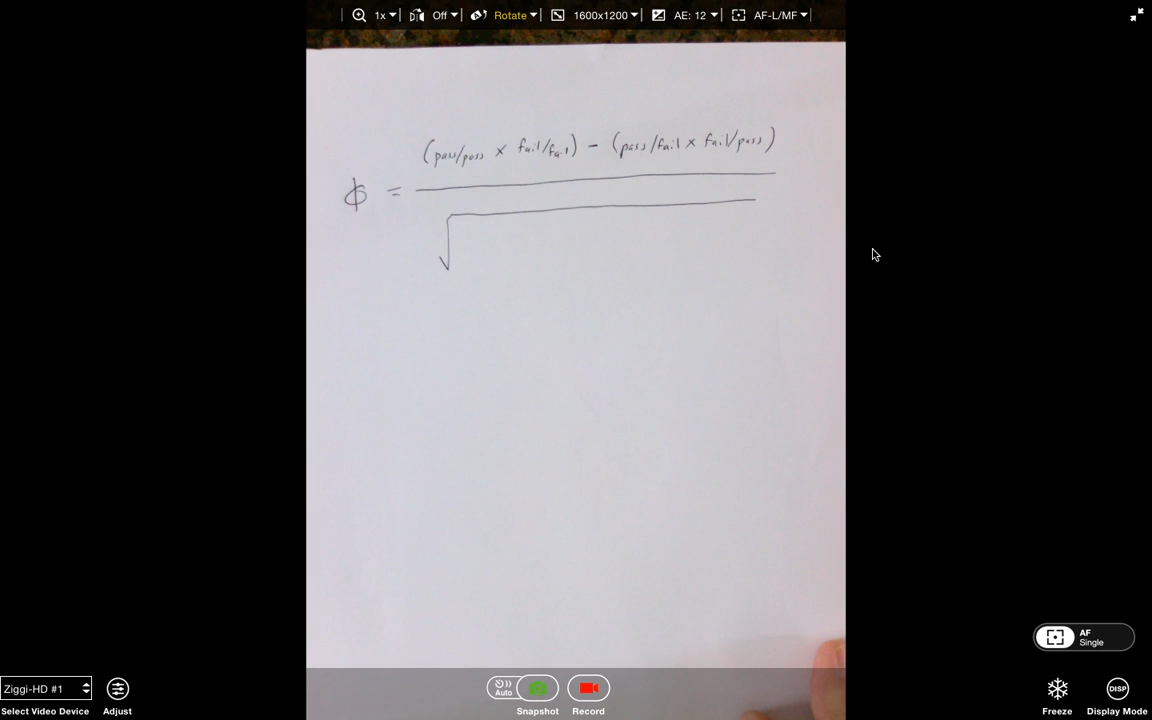 1x Off Rotate 1600x1200 AE: 12 AF-L/MF
(pass/pass x fail/fail) - (pass/fail x fail/pass)
ϕ =
√
AF
Single
Ziggi-HD #1
Auto
Select Video Device Adjust Snapshot Record Freeze DISP Display Mode